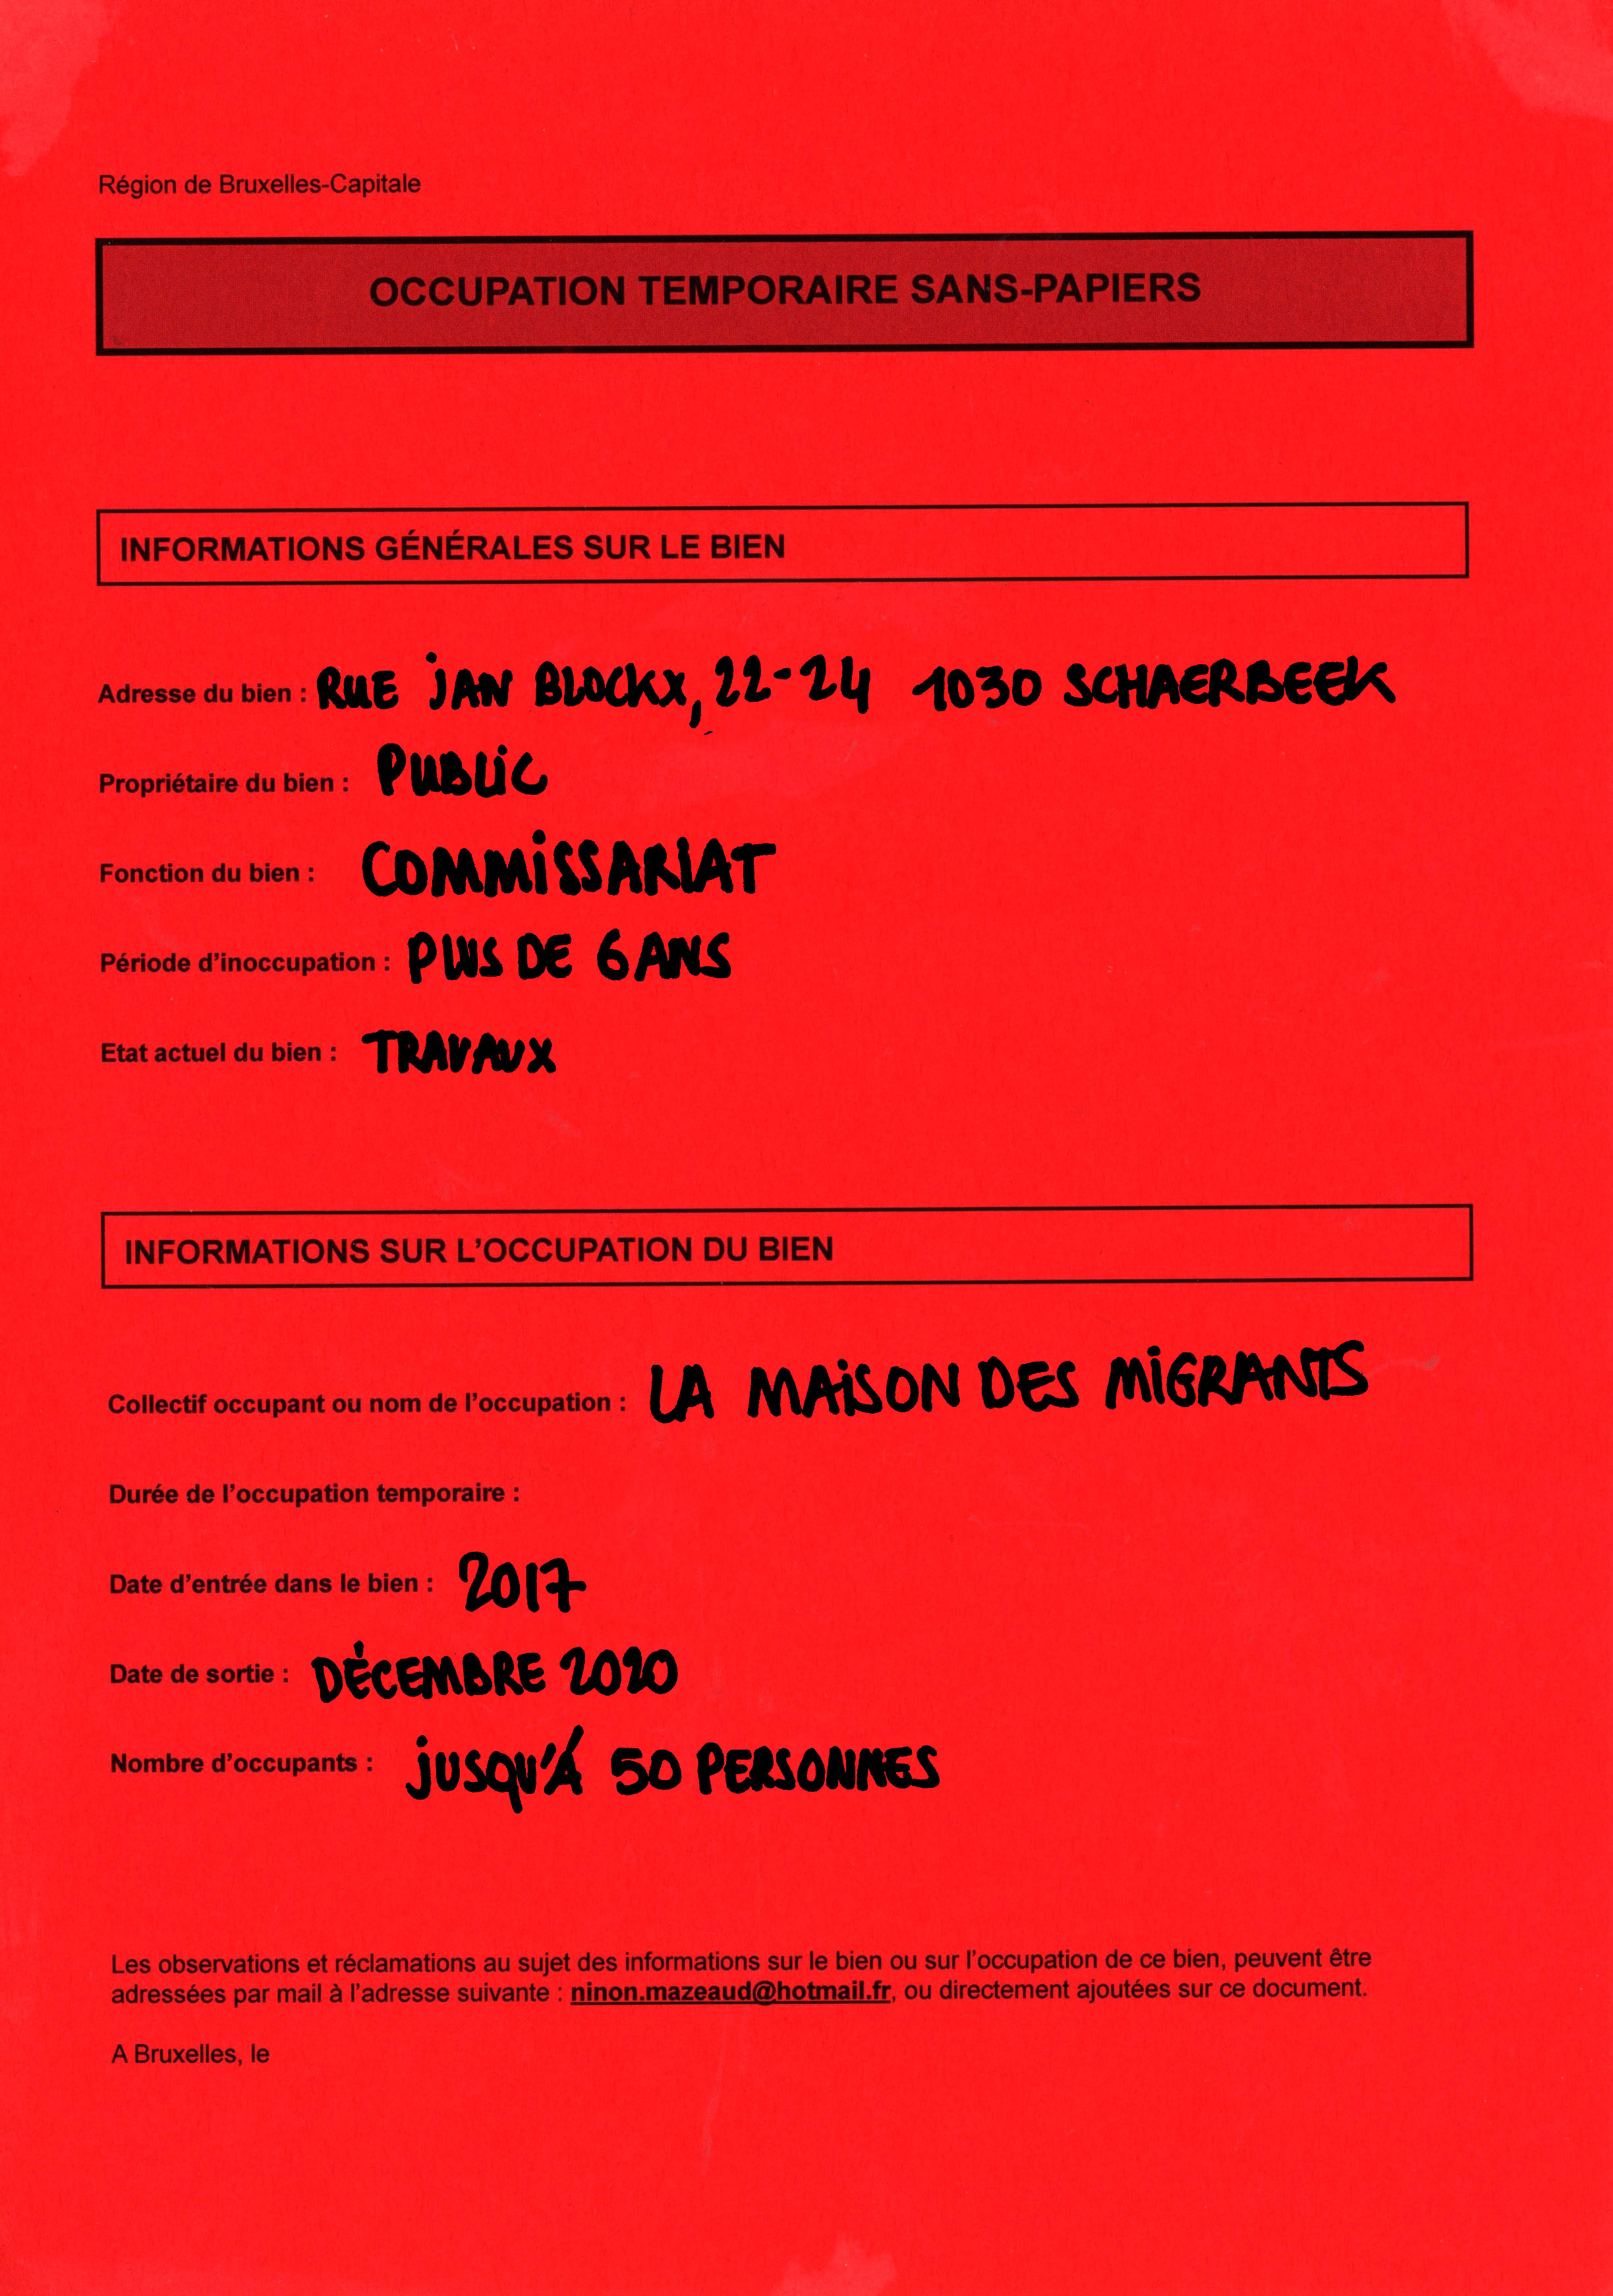 Région de Bruxelles-Capitale
OCCUPATION TEMPORAIRE SANS-PAPIERS
INFORMATIONS GÉNÉRALES SUR LE BIEN
Adresse du bien : RUE JAN BLOCKX, 22-24 1030 SCHAERBEEK
Propriétaire du bien : PUBLIC
Fonction du bien : COMMISSARIAT
Période d'inoccupation : PLUS DE 6 ANS
Etat actuel du bien : TRAVAUX
INFORMATIONS SUR L'OCCUPATION DU BIEN
Collectif occupant ou nom de l'occupation : LA MAISON DES MIGRANTS
Durée de l'occupation temporaire :
Date d'entrée dans le bien : 2017
Date de sortie : DÉCEMBRE 2020
Nombre d'occupants : JUSQU'Á 50 PERSONNES
Les observations et réclamations au sujet des informations sur le bien ou sur l'occupation de ce bien, peuvent être
adressées par mail à l'adresse suivante : ninon.mazeaud@hotmail.fr, ou directement ajoutées sur ce document.
A Bruxelles, le